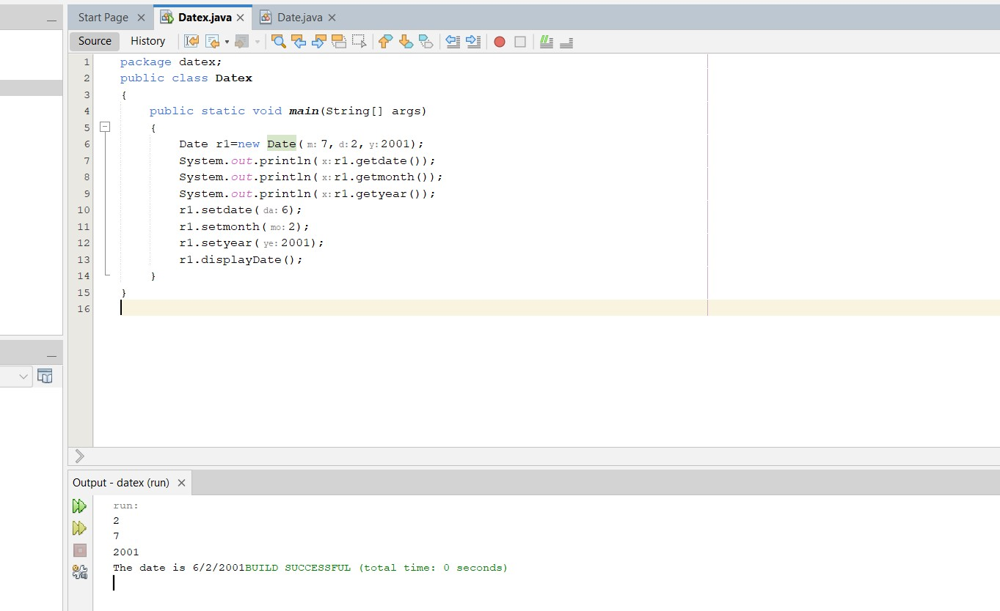 Start Page Datex.java Date.java
Source History
1 package datex;
2 public class Datex
3 {
4 public static void main(String[] args)
5 {
6 Date r1=new Date( m: 7, d: 2, y: 2001);
7 System.out.println( x: r1.getdate());
8 System.out.println( x: r1.getmonth());
9 System.out.println( x: r1.getyear());
10 r1.setdate( da: 6);
11 r1.setmonth( mo: 2);
12 r1.setyear( ye: 2001);
13 r1.displayDate();
14 }
15 }
16
Output - datex (run)
run:
2
7
2001
The date is 6/2/2001BUILD SUCCESSFUL (total time: 0 seconds)